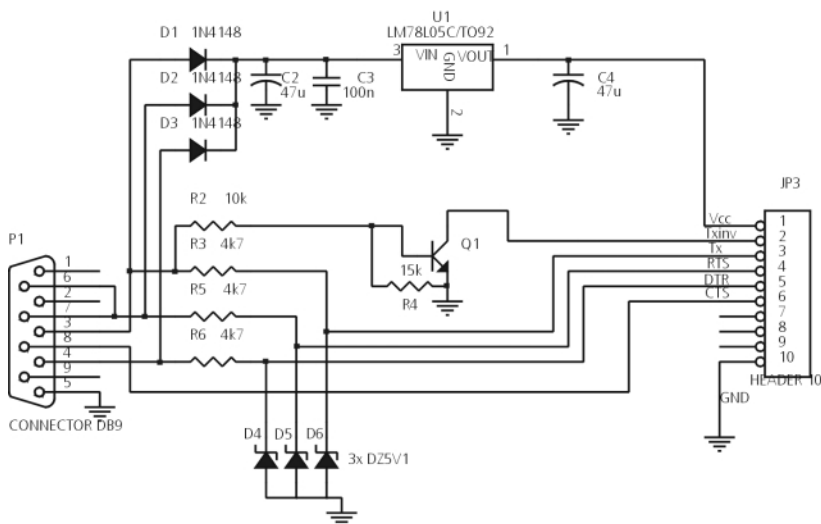 U1
LM78L05C/TO92
D1 1N4148
3 VIN VOUT 1
GND
2
C2
47u
C3
100n
C4
47u
D2 1N4148
D3 1N4148
JP3
R2 10k
R3 4k7
Q1
15k
R4
R5 4k7
R6 4k7
P1
1
6
2
7
3
8
4
9
5
CONNECTOR DB9
Vcc
Txinv
Tx
RTS
DTR
CTS
1
2
3
4
5
6
7
8
9
10
HEADER 10
GND
D4 D5 D6
3x DZ5V1